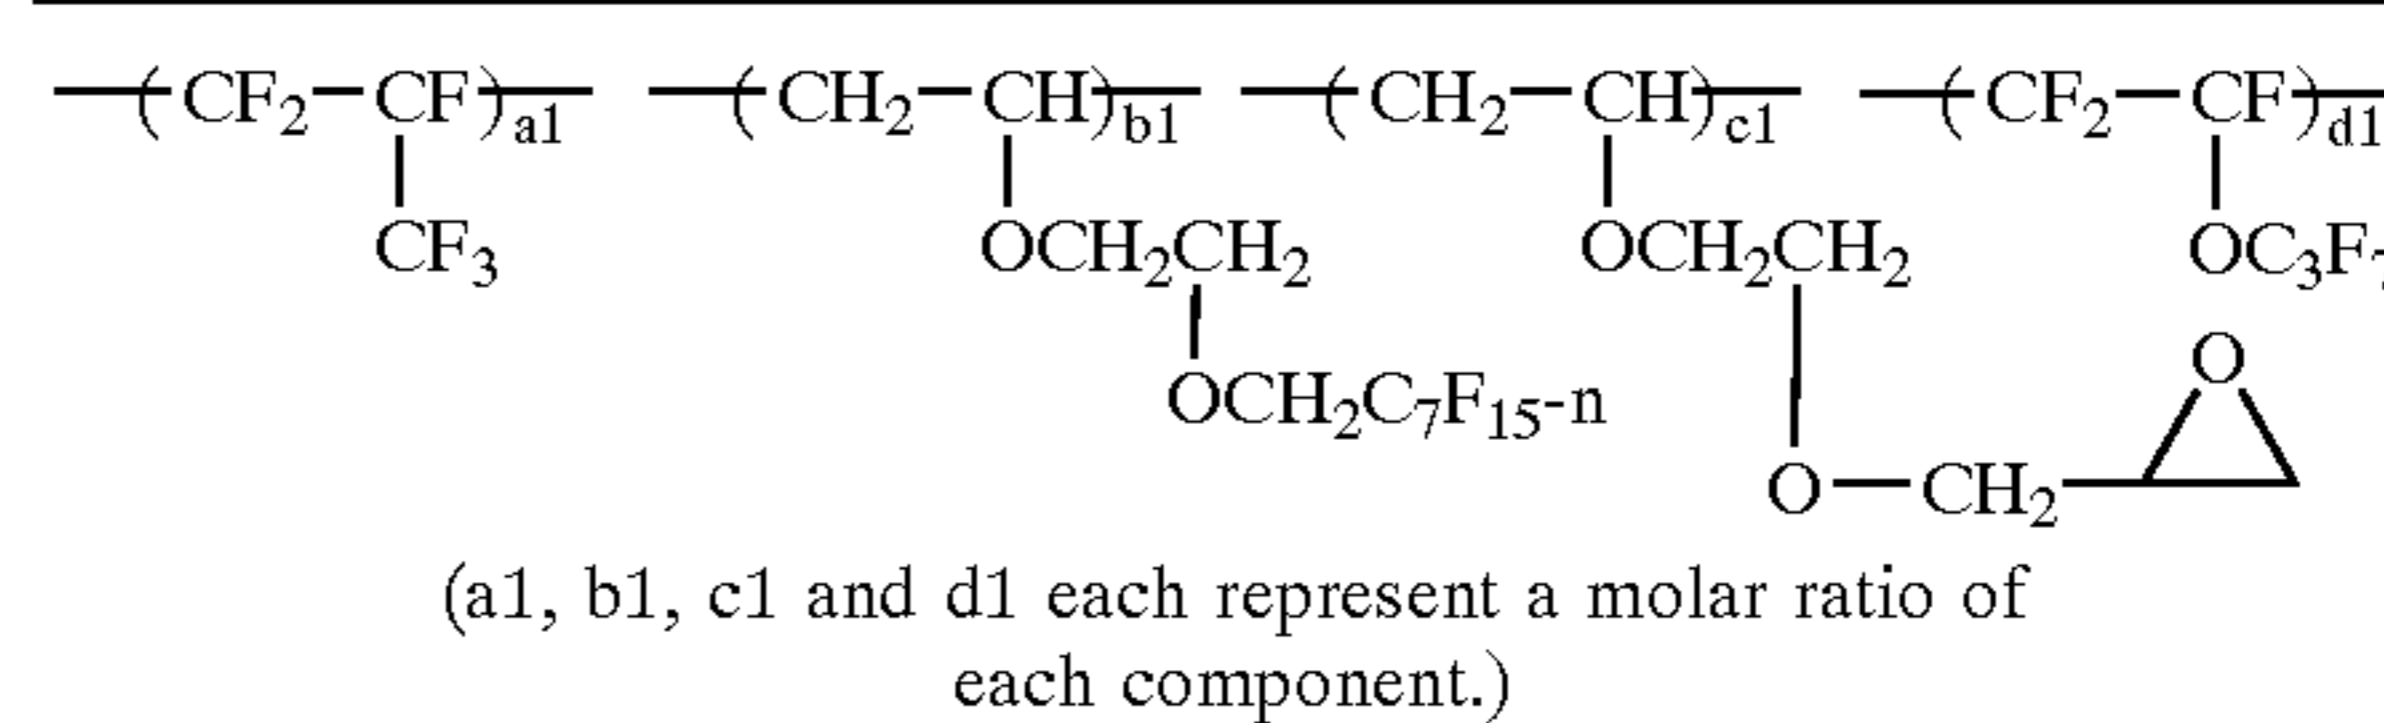 —(CF₂—CF)a1— —(CH₂—CH)b1— —(CH₂—CH)c1— —(CF₂—CF)d1
CF₃ OCH₂CH₂ OCH₂CH₂ OC₃F₇
O
OCH₂C₇F₁₅-n
O—CH₂
(a1, b1, c1 and d1 each represent a molar ratio of
each component.)